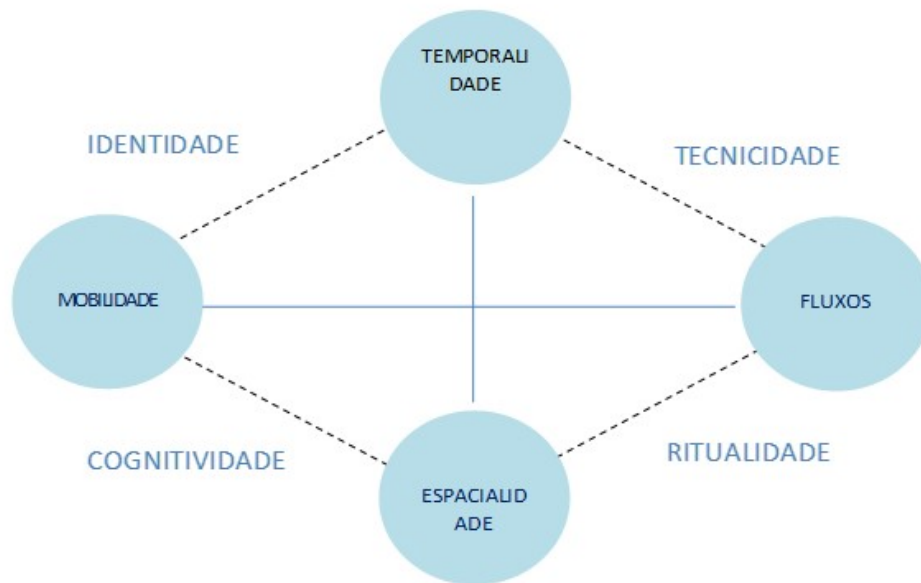 TEMPORALI
DADE
IDENTIDADE
TECNICIDADE
MOBILIDADE
FLUXOS
COGNITIVIDADE
RITUALIDADE
ESPACIALID
ADE